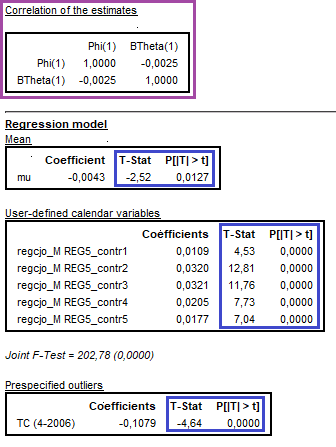 Correlation of the estimates
Phi(1) BTheta(1)
Phi(1) 1,0000 -0,0025
BTheta(1) -0,0025 1,0000
Regression model
Mean
Coefficient T-Stat P[|T| > t]
mu -0,0043 -2,52 0,0127
User-defined calendar variables
Coefficients T-Stat P[|T| > t]
regcjo_M REG5_contr1 0,0109 4,53 0,0000
regcjo_M REG5_contr2 0,0320 12,81 0,0000
regcjo_M REG5_contr3 0,0321 11,76 0,0000
regcjo_M REG5_contr4 0,0205 7,73 0,0000
regcjo_M REG5_contr5 0,0177 7,04 0,0000
Joint F-Test = 202,78 (0,0000)
Prespecified outliers
Coefficients T-Stat P[|T| > t]
TC (4-2006) -0,1079 -4,64 0,0000